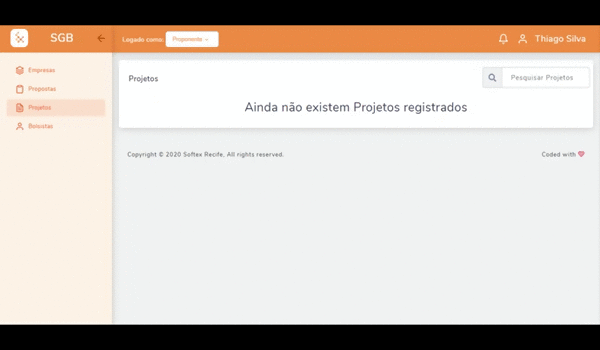 SGB
Logado como: Proponente
Thiago Silva
Empresas
Propostas
Projetos
Bolsistas
Projetos
Pesquisar Projetos
Ainda não existem Projetos registrados
Copyright © 2020 Softex Recife, All rights reserved.
Coded with